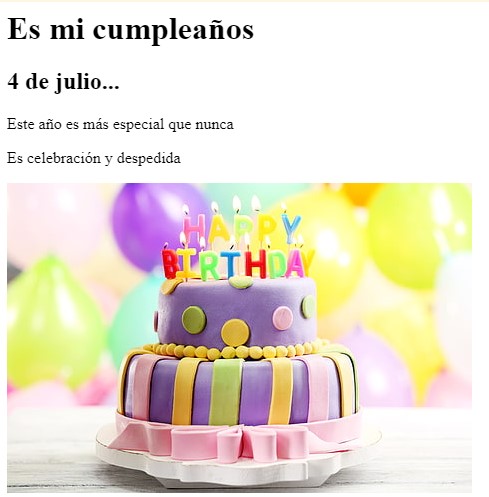 Es mi cumpleaños
4 de julio...
Este año es más especial que nunca
Es celebración y despedida
HAPPY
BIRTHDAY